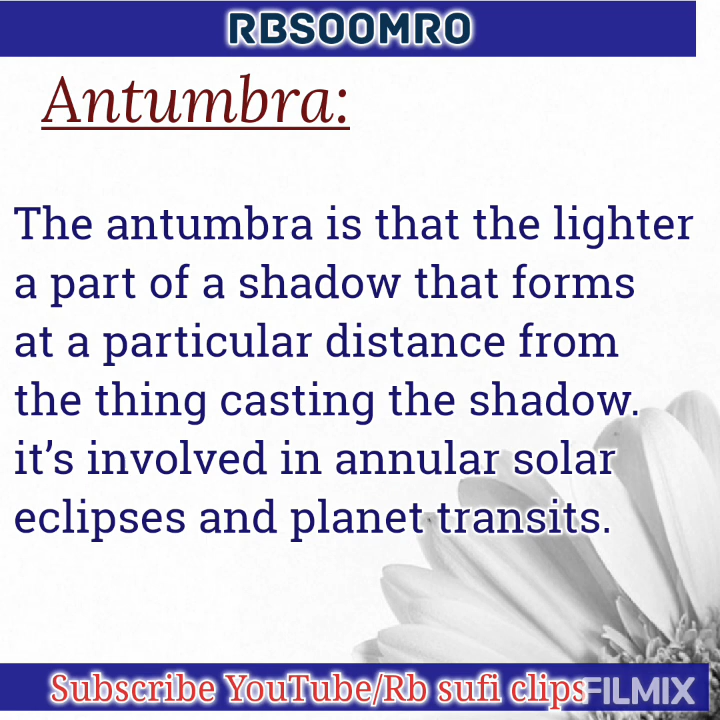 RBSOOMRO
Antumbra:
The antumbra is that the lighter
a part of a shadow that forms
at a particular distance from
the thing casting the shadow.
it’s involved in annular solar
eclipses and planet transits.
Subscribe YouTube/Rb sufi clips FILMIX